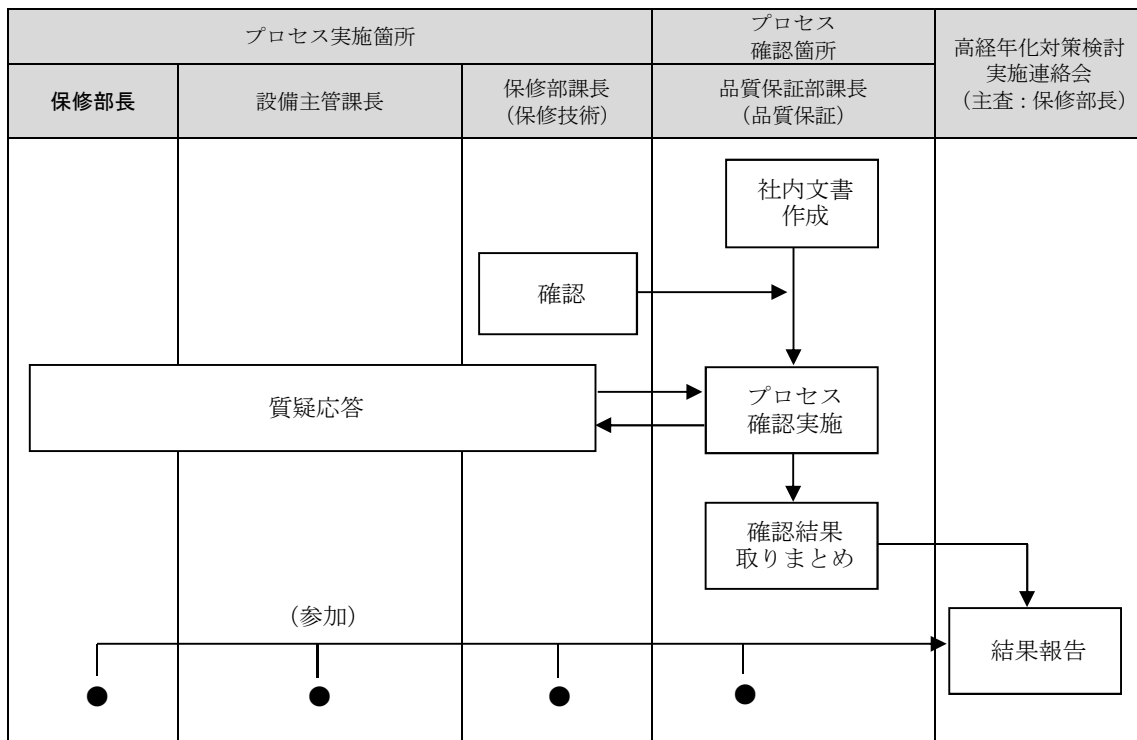 プロセス実施箇所
プロセス
確認箇所
高経年化対策検討
実施連絡会
（主査：保修部長）
保修部長
設備主管課長
保修部課長
（保修技術）
品質保証部課長
（品質保証）
社内文書
作成
確認
質疑応答
プロセス
確認実施
確認結果
取りまとめ
（参加）
結果報告